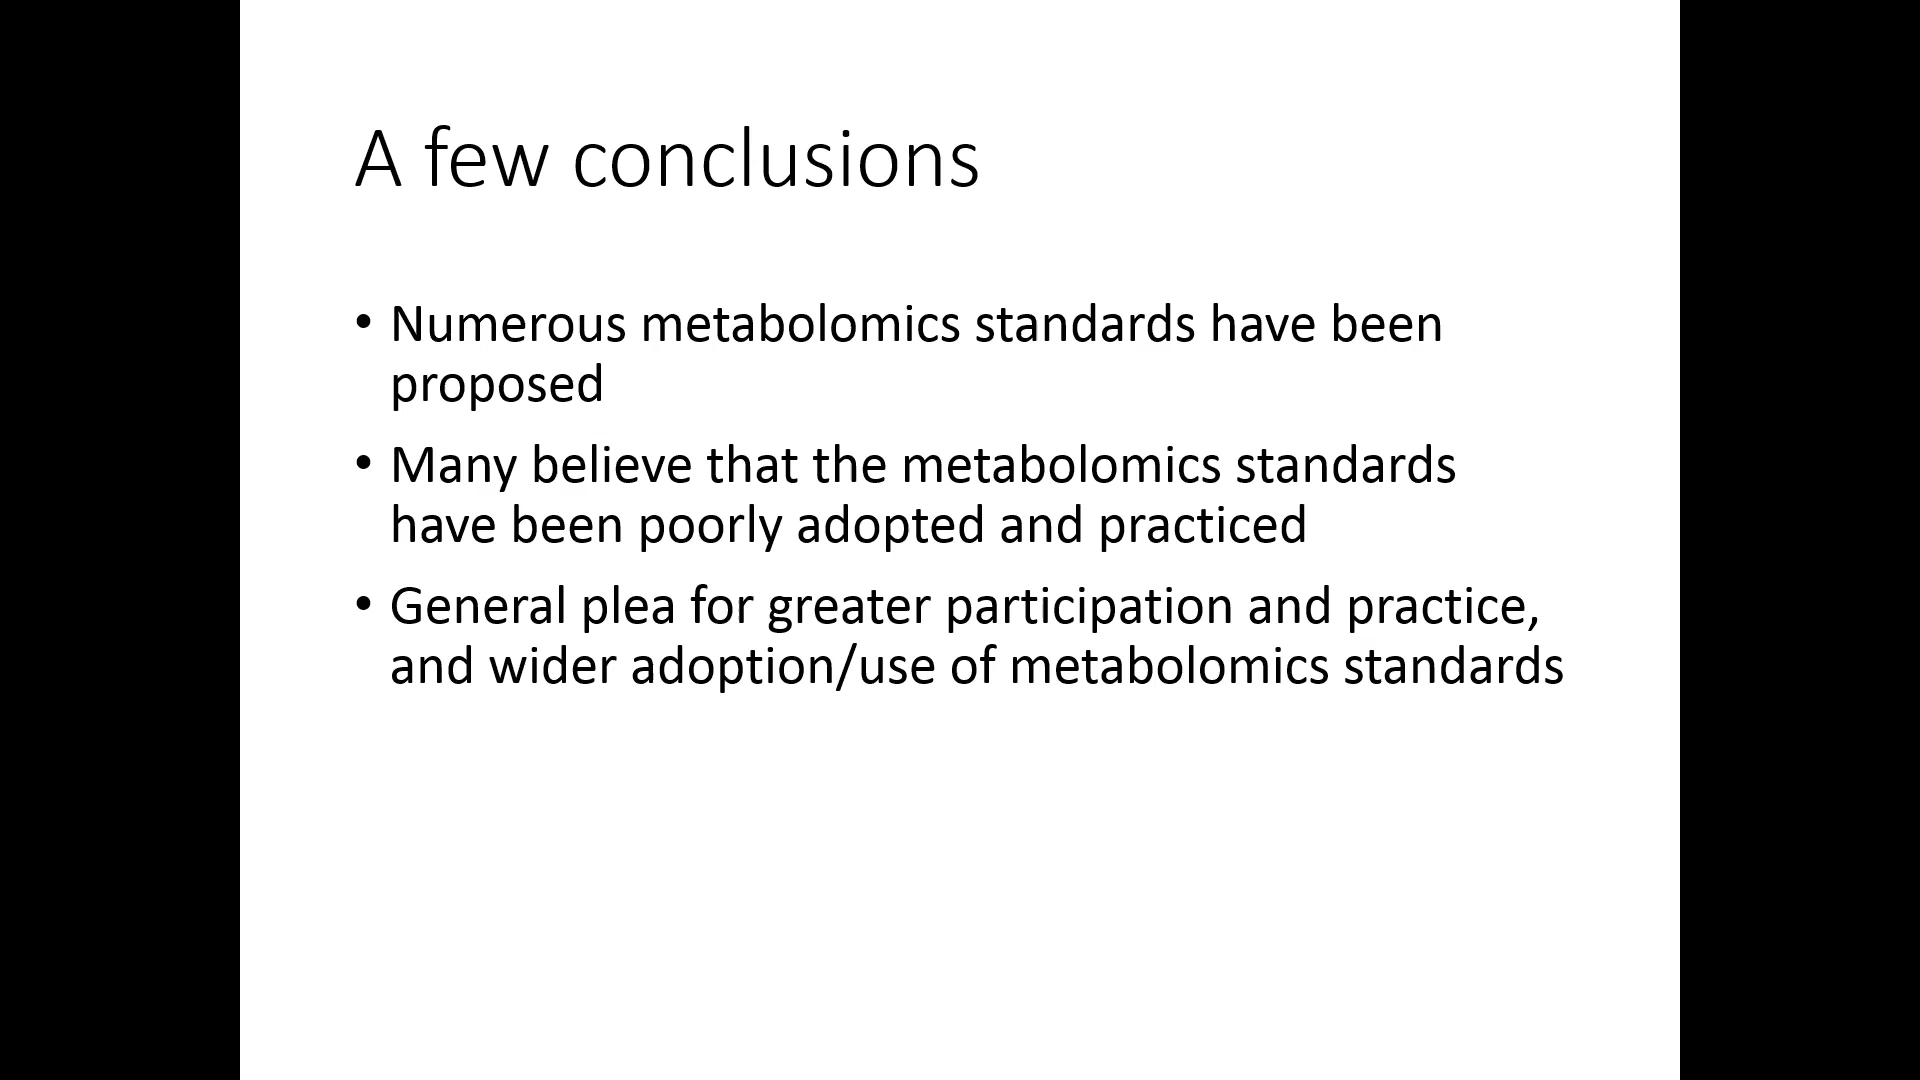 A few conclusions
• Numerous metabolomics standards have been
proposed
• Many believe that the metabolomics standards
have been poorly adopted and practiced
• General plea for greater participation and practice,
and wider adoption/use of metabolomics standards